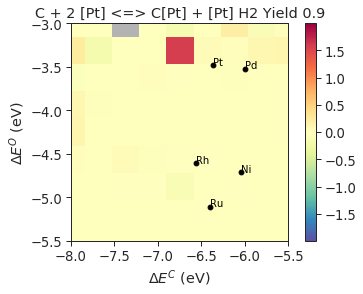 C + 2 [Pt] <=> C[Pt] + [Pt] H2 Yield 0.9
−3.0
−3.5
−4.0
−4.5
−5.0
−5.5
ΔE^O (eV)
Pt
Pd
Rh
Ni
Ru
−8.0 −7.5 −7.0 −6.5 −6.0 −5.5
ΔE^C (eV)
1.5
1.0
0.5
0.0
−0.5
−1.0
−1.5